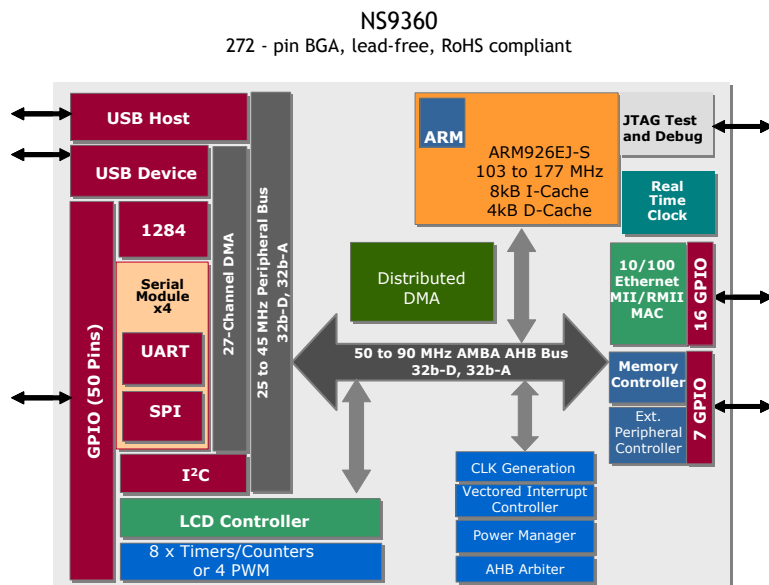 NS9360
272 - pin BGA, lead-free, RoHS compliant
USB Host
USB Device
1284
Serial
Module
x4
UART
SPI
I²C
GPIO (50 Pins)
27-Channel DMA
25 to 45 MHz Peripheral Bus
32b-D, 32b-A
LCD Controller
8 x Timers/Counters
or 4 PWM
ARM
ARM926EJ-S
103 to 177 MHz
8kB I-Cache
4kB D-Cache
JTAG Test
and Debug
Real
Time
Clock
Distributed
DMA
10/100
Ethernet
MII/RMII
MAC
16 GPIO
50 to 90 MHz AMBA AHB Bus
32b-D, 32b-A
Memory
Controller
Ext.
Peripheral
Controller
7 GPIO
CLK Generation
Vectored Interrupt
Controller
Power Manager
AHB Arbiter